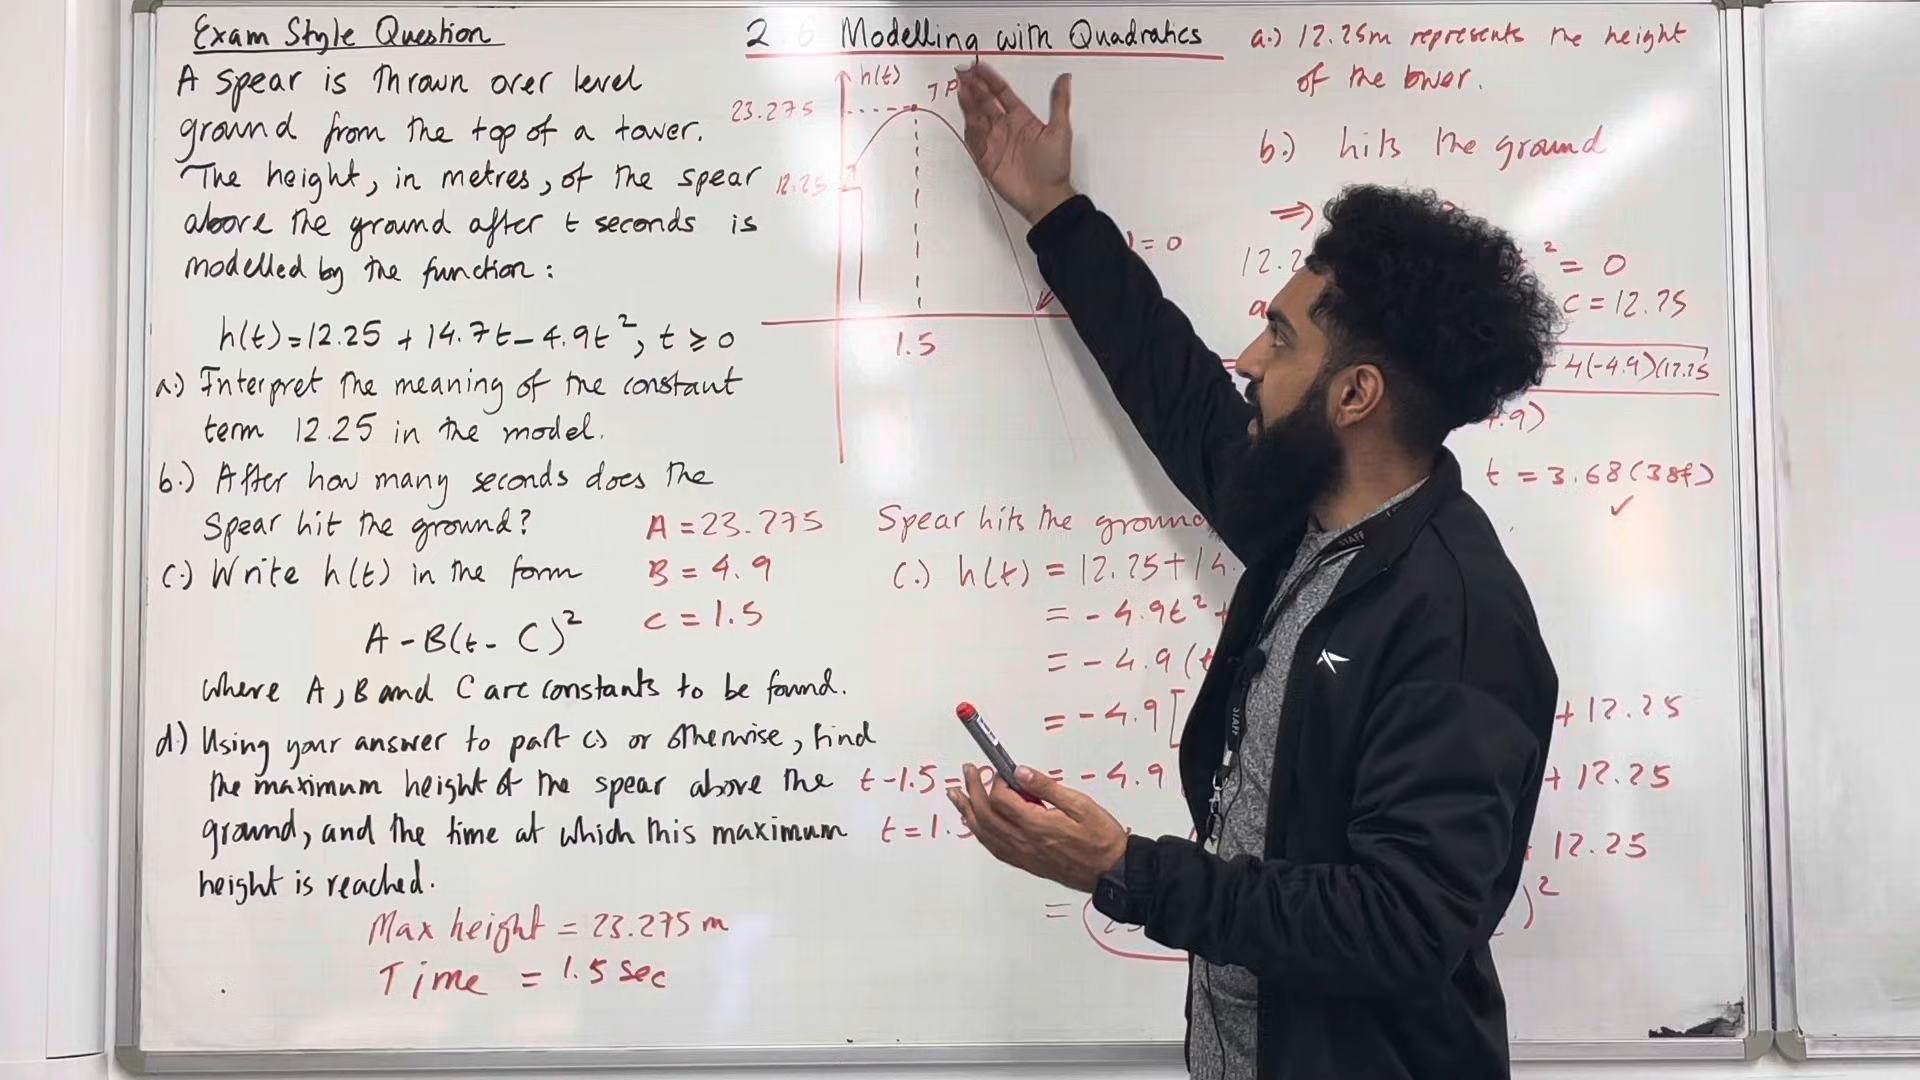 Exam Style Question
A spear is thrown over level
ground from the top of a tower.
The height, in metres, of the spear
above the ground after t seconds is
modelled by the function:
h(t)=12.25 + 14.7t - 4.9t², t ≥ 0
a.) Interpret the meaning of the constant
term 12.25 in the model.
b.) After how many seconds does the
Spear hit the ground?
c.) Write h(t) in the form
A - B(t - C)²
where A, B and C are constants to be found.
d.) Using your answer to part c.) or otherwise, find
the maximum height of the spear above the
ground, and the time at which this maximum
height is reached.
Max height = 23.275 m
Time = 1.5 sec
A = 23.275
B = 4.9
C = 1.5
2.6 Modelling with Quadratics
h(t)
23.275
12.25
1.5
= 0
Spear hits the ground
c.) h(t) = 12.25 + 14.
= - 4.9t² +
= - 4.9 (t
= - 4.9 [ + 12.25
t - 1.5 = 0 = - 4.9 + 12.25
t = 1.5 12.25
= )²
a.) 12.25m represents the height
of the tower.
b.) hits the ground
⇒
12.2 ² = 0
a C = 12.25
- 4(-4.9)(12.25
4.9)
t = 3.68 (3sf)
✓
STAFF
STAFF